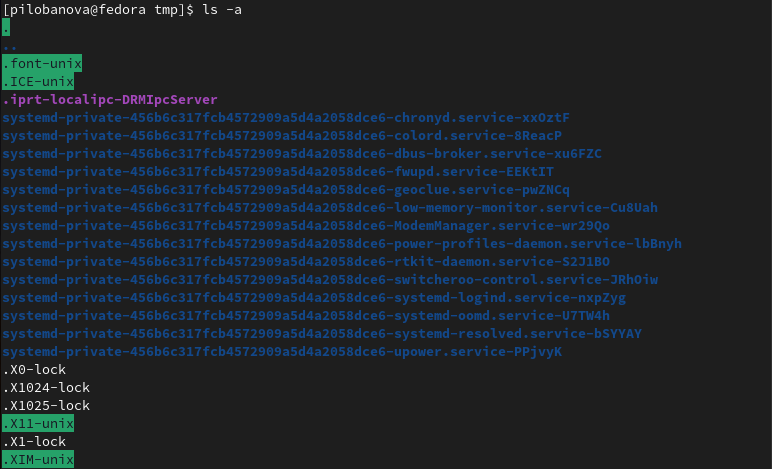 [pilobanova@fedora tmp]$ ls -a
.
..
.font-unix
.ICE-unix
.iprt-localipc-DRMIpcServer
systemd-private-456b6c317fcb4572909a5d4a2058dce6-chronyd.service-xxOztF
systemd-private-456b6c317fcb4572909a5d4a2058dce6-colord.service-8ReacP
systemd-private-456b6c317fcb4572909a5d4a2058dce6-dbus-broker.service-xu6FZC
systemd-private-456b6c317fcb4572909a5d4a2058dce6-fwupd.service-EEKtIT
systemd-private-456b6c317fcb4572909a5d4a2058dce6-geoclue.service-pwZNCq
systemd-private-456b6c317fcb4572909a5d4a2058dce6-low-memory-monitor.service-Cu8Uah
systemd-private-456b6c317fcb4572909a5d4a2058dce6-ModemManager.service-wr29Qo
systemd-private-456b6c317fcb4572909a5d4a2058dce6-power-profiles-daemon.service-lbBnyh
systemd-private-456b6c317fcb4572909a5d4a2058dce6-rtkit-daemon.service-S2J1BO
systemd-private-456b6c317fcb4572909a5d4a2058dce6-switcheroo-control.service-JRhOiw
systemd-private-456b6c317fcb4572909a5d4a2058dce6-systemd-logind.service-nxpZyg
systemd-private-456b6c317fcb4572909a5d4a2058dce6-systemd-oomd.service-U7TW4h
systemd-private-456b6c317fcb4572909a5d4a2058dce6-systemd-resolved.service-bSYYAY
systemd-private-456b6c317fcb4572909a5d4a2058dce6-upower.service-PPjvyK
.X0-lock
.X1024-lock
.X1025-lock
.X11-unix
.X1-lock
.XIM-unix